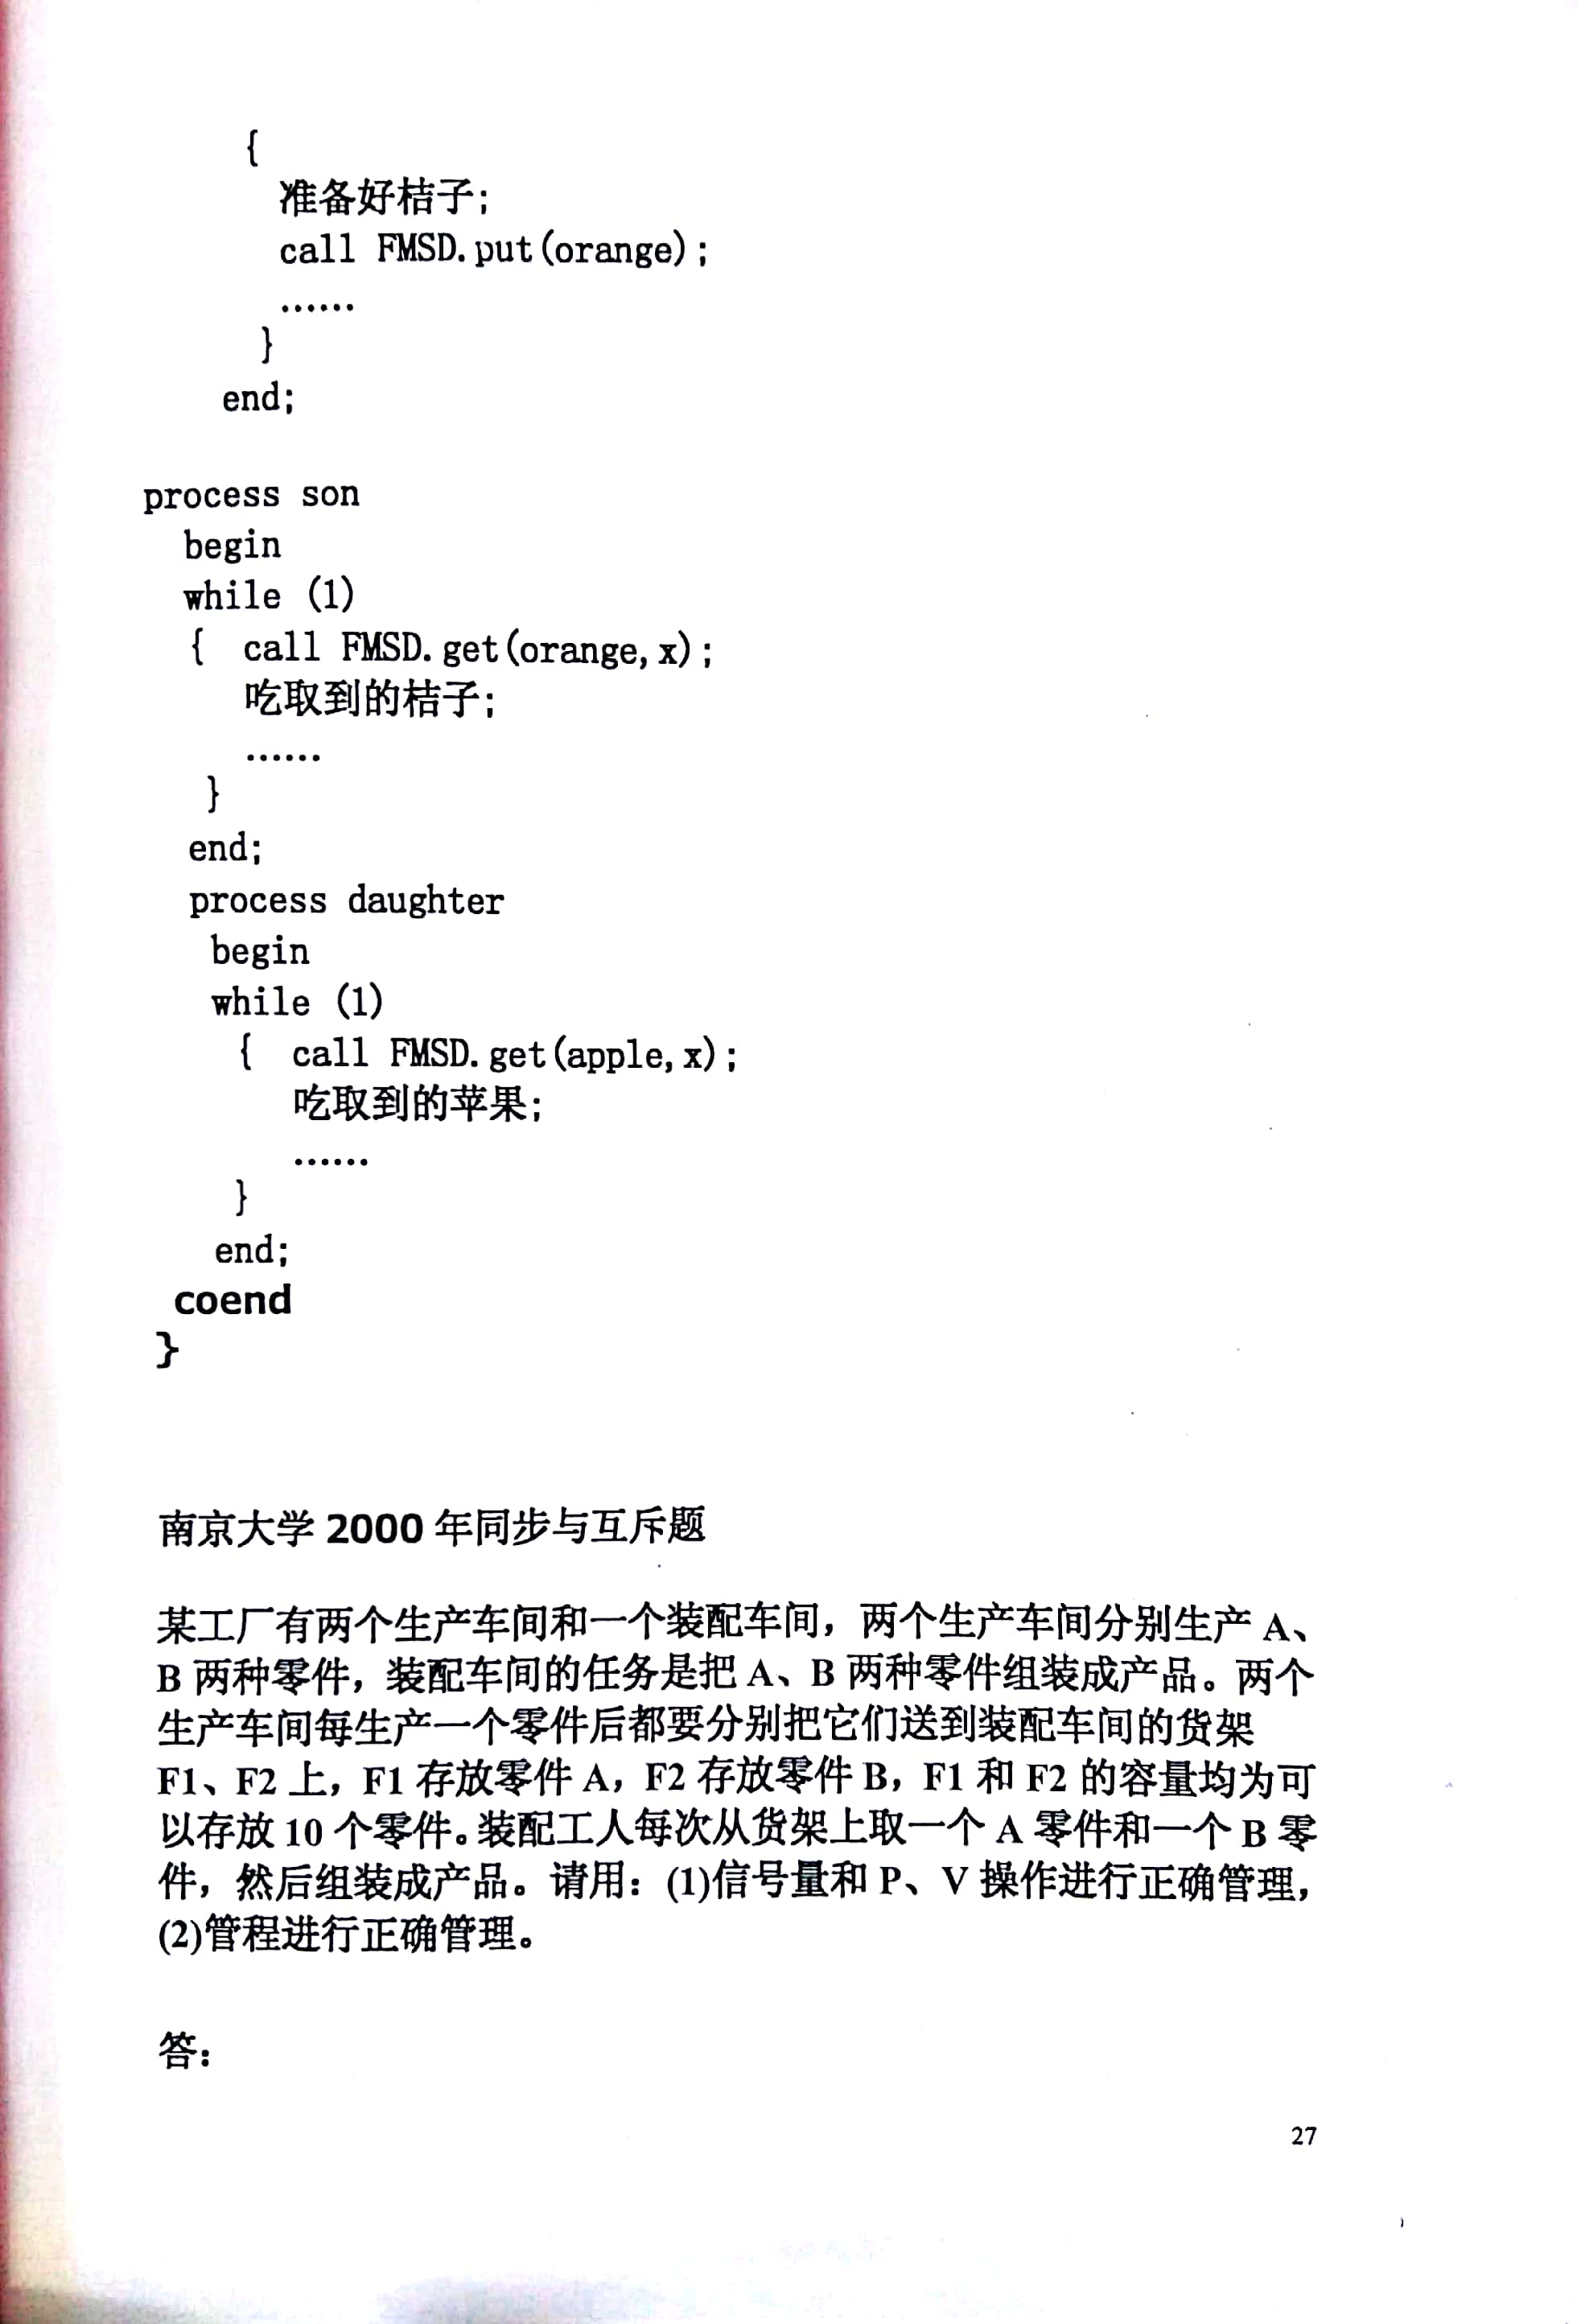 {
准备好桔子;
call FMSD.put(orange);
......
}
end;
process son
begin
while (1)
{ call FMSD.get(orange,x);
吃取到的桔子;
......
}
end;
process daughter
begin
while (1)
{ call FMSD.get(apple,x);
吃取到的苹果;
......
}
end;
coend
}
南京大学 2000 年同步与互斥题
某工厂有两个生产车间和一个装配车间，两个生产车间分别生产 A、
B 两种零件，装配车间的任务是把 A、B 两种零件组装成产品。两个
生产车间每生产一个零件后都要分别把它们送到装配车间的货架
F1、F2 上，F1 存放零件 A，F2 存放零件 B，F1 和 F2 的容量均为可
以存放 10 个零件。装配工人每次从货架上取一个 A 零件和一个 B 零
件，然后组装成产品。请用：(1)信号量和 P、V 操作进行正确管理，
(2)管程进行正确管理。
答：
27